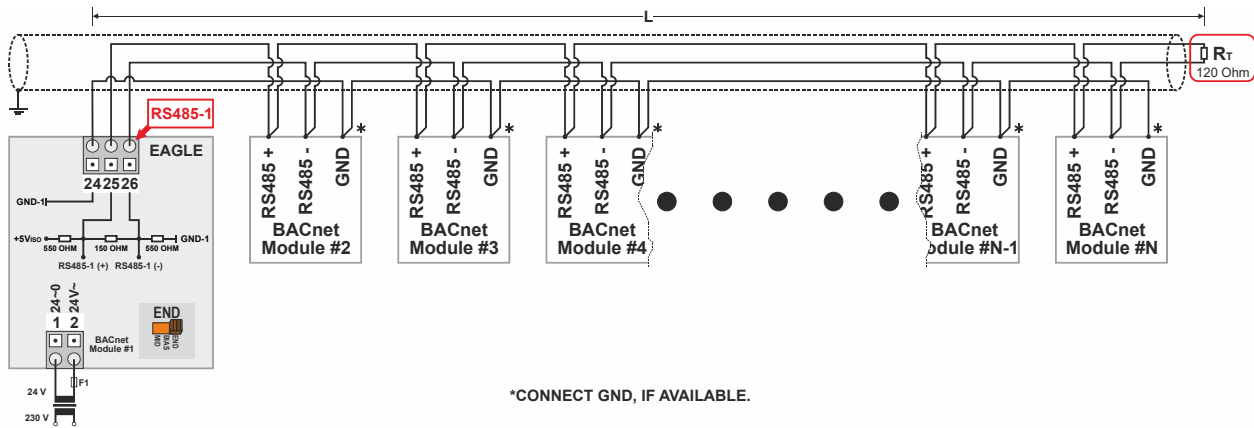 L
RT
120 Ohm
RS485-1
EAGLE
24 25 26
GND-1
+5VISO
GND-1
550 OHM
150 OHM
550 OHM
RS485-1 (+)
RS485-1 (-)
24~0
24V~
1 2
END
MID
BIAS
END
BACnet
Module #1
F1
24 V
230 V
*
RS485 +
RS485 -
GND
BACnet
Module #2
*
RS485 +
RS485 -
GND
BACnet
Module #3
*
RS485 +
RS485 -
GND
BACnet
Module #4
*
RS485 +
RS485 -
GND
BACnet
Module #N-1
*
RS485 +
RS485 -
GND
BACnet
Module #N
*CONNECT GND, IF AVAILABLE.